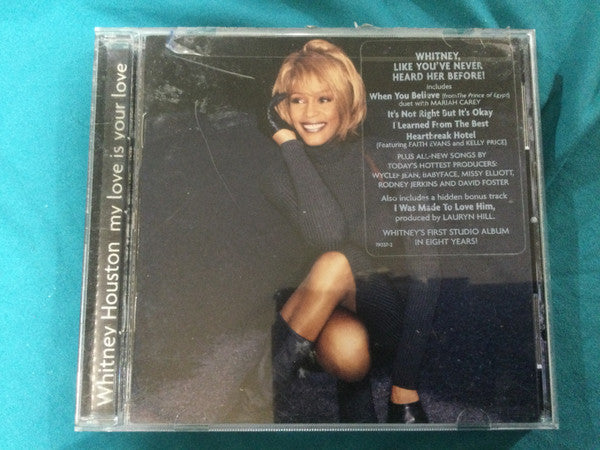 Whitney Houston my love is your love
WHITNEY,
LIKE YOU'VE NEVER
HEARD HER BEFORE!
includes
When You Believe (from The Prince of Egypt)
duet with MARIAH CAREY
It's Not Right But It's Okay
I Learned From The Best
Heartbreak Hotel
(Featuring FAITH EVANS and KELLY PRICE)
PLUS ALL-NEW SONGS BY
TODAY'S HOTTEST PRODUCERS:
WYCLEF JEAN, BABYFACE, MISSY ELLIOTT,
RODNEY JERKINS AND DAVID FOSTER
Also includes a hidden bonus track
I Was Made To Love Him,
produced by LAURYN HILL.
WHITNEY'S FIRST STUDIO ALBUM
IN EIGHT YEARS!
19037-2